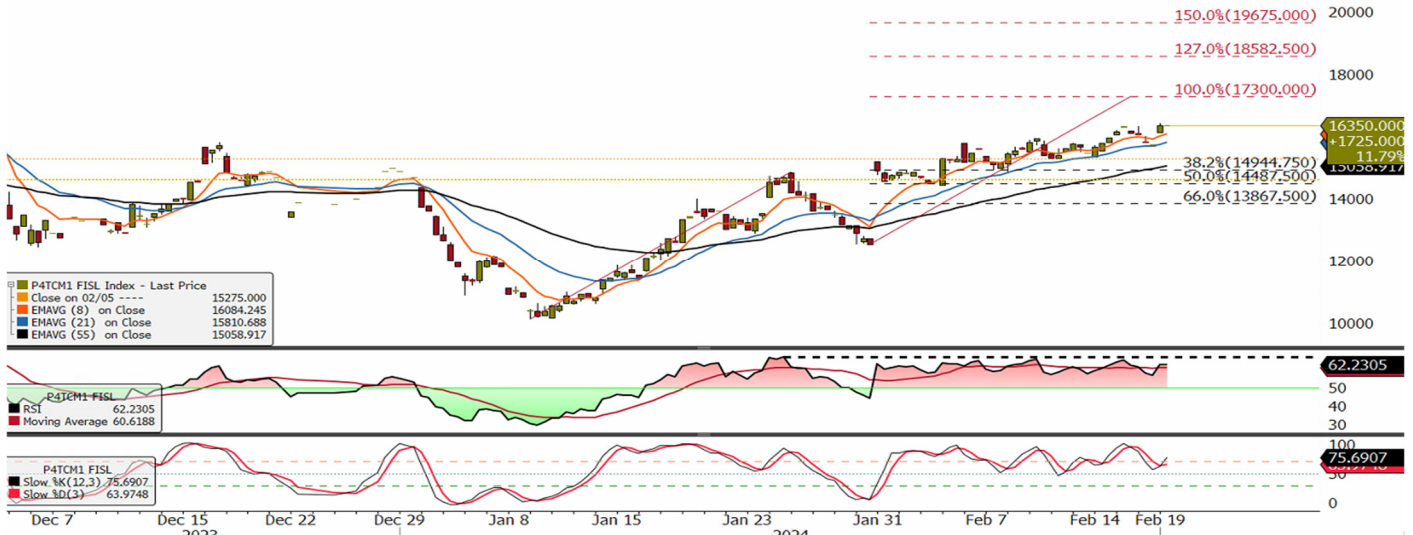 20000
150.0%(19675.000)
127.0%(18582.500)
18000
100.0%(17300.000)
16350.000
+1725.000
11.79%
15058.917
38.2%(14944.750)
50.0%(14487.500)
14000
66.0%(13867.500)
12000
10000
P4TCM1 FISL Index - Last Price
Close on 02/05 ---- 15275.000
EMAVG (8) on Close 16084.245
EMAVG (21) on Close 15810.688
EMAVG (55) on Close 15058.917
62.2305
50
40
30
P4TCM1 FISL
RSI 62.2305
Moving Average 60.6188
100
75.6907
50
0
P4TCM1 FISL
Slow %K(12,3) 75.6907
Slow %D(3) 63.9748
Dec 7 Dec 15 Dec 22 Dec 29 Jan 8 Jan 15 Jan 23 Jan 31 Feb 7 Feb 14 Feb 19
2023 2024